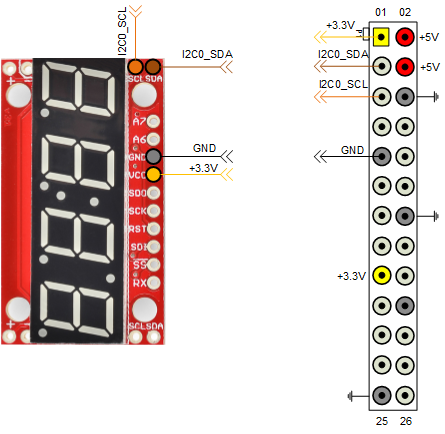 I2C0_SCL
I2C0_SDA
SCL SDA
A7
A6
GND
GND
VCC
+3.3V
SDO
SCK
RST
SDI
SS
RX
+
SCL SDA
01 02
+3.3V
P1
+5V
I2C0_SDA
+5V
I2C0_SCL
GND
+3.3V
25 26